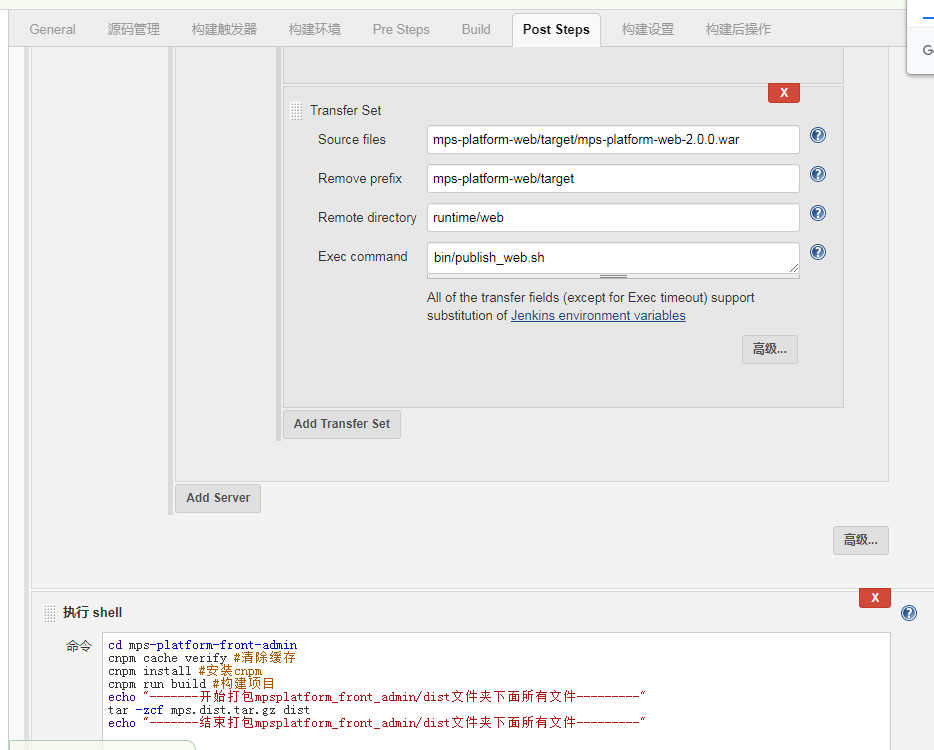 General 源码管理 构建触发器 构建环境 Pre Steps Build Post Steps 构建设置 构建后操作
X
Transfer Set
Source files mps-platform-web/target/mps-platform-web-2.0.0.war
Remove prefix mps-platform-web/target
Remote directory runtime/web
Exec command bin/publish_web.sh
All of the transfer fields (except for Exec timeout) support
substitution of Jenkins environment variables
高级...
Add Transfer Set
Add Server
高级...
X
执行 shell
命令 cd mps-platform-front-admin
cnpm cache verify #清除缓存
cnpm install #安装cnpm
cnpm run build #构建项目
echo "-------开始打包mpsplatform_front_admin/dist文件夹下面所有文件---------"
tar -zcf mps.dist.tar.gz dist
echo "-------结束打包mpsplatform_front_admin/dist文件夹下面所有文件---------"